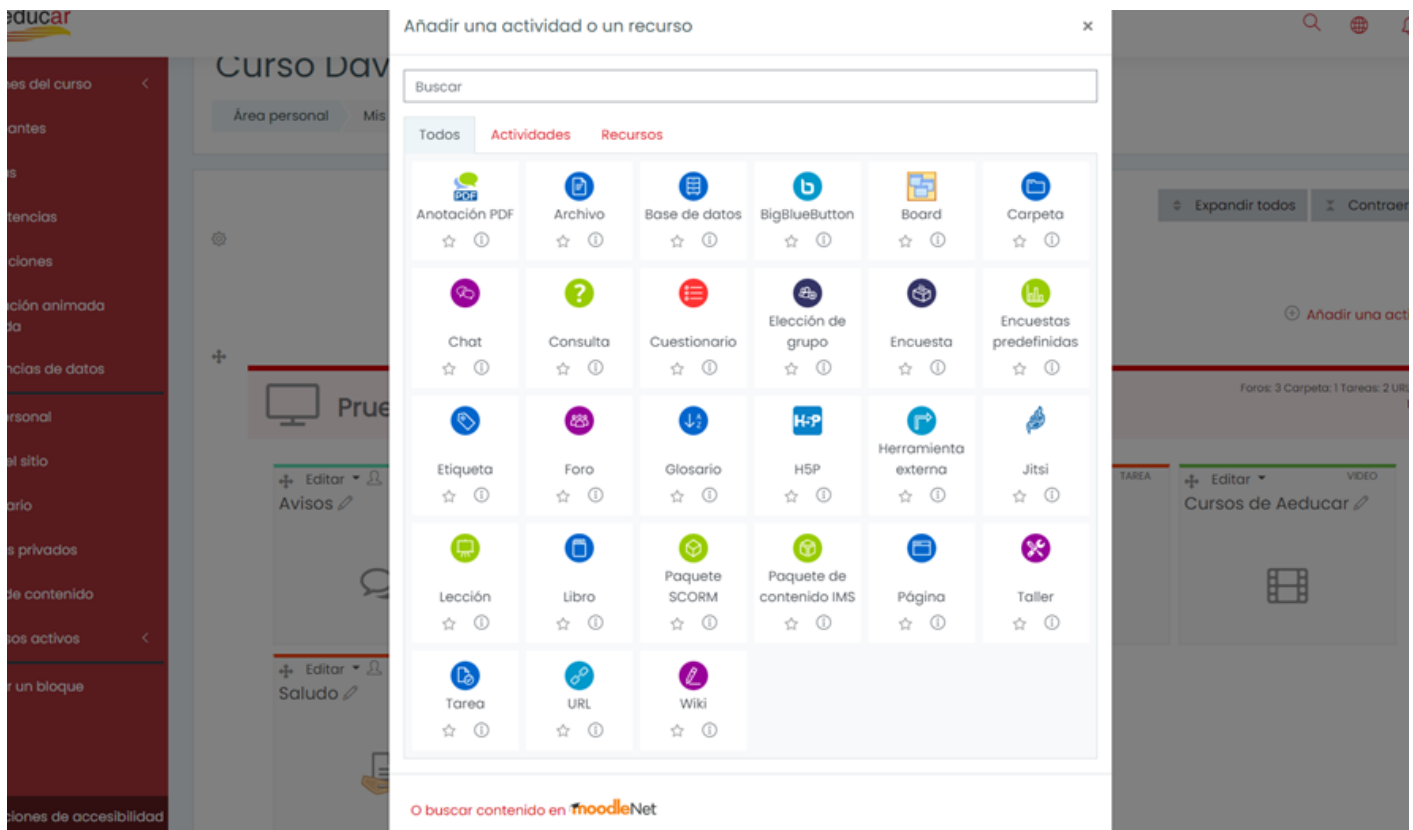 educar
Añadir una actividad o un recurso
×
Curso Dav
Buscar
nes del curso
Área personal Mis
antes
Todos Actividades Recursos
as
tencias
ciones
ción animada
da
ncias de datos
Anotación PDF Archivo Base de datos BigBlueButton Board Carpeta
Expandir todos Contraer
Chat Consulta Cuestionario Elección de grupo Encuesta Encuestas predefinidas
Añadir una acti
Foros: 3 Carpeta: 1 Tareas: 2 URL
Prue
rsonal
el sitio
ario
s privados
de contenido
sos activos
r un bloque
ciones de accesibilidad
Etiqueta Foro Glosario H5P Herramienta externa Jitsi
Editar
Avisos
TAREA
Editar VIDEO
Cursos de Aeducar
Lección Libro Paquete SCORM Paquete de contenido IMS Página Taller
Editar
Saludo
Tarea URL Wiki
O buscar contenido en moodleNet